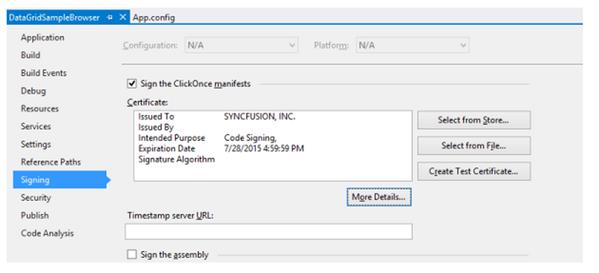 DataGridSampleBrowser App.config
Application
Build
Build Events
Debug
Resources
Services
Settings
Reference Paths
Signing
Security
Publish
Code Analysis
Configuration: N/A Platform: N/A
Sign the ClickOnce manifests
Certificate:
Issued To SYNCFUSION, INC.
Issued By
Intended Purpose Code Signing,
Expiration Date 7/28/2015 4:59:59 PM
Signature Algorithm
Select from Store...
Select from File...
Create Test Certificate...
More Details...
Timestamp server URL:
Sign the assembly